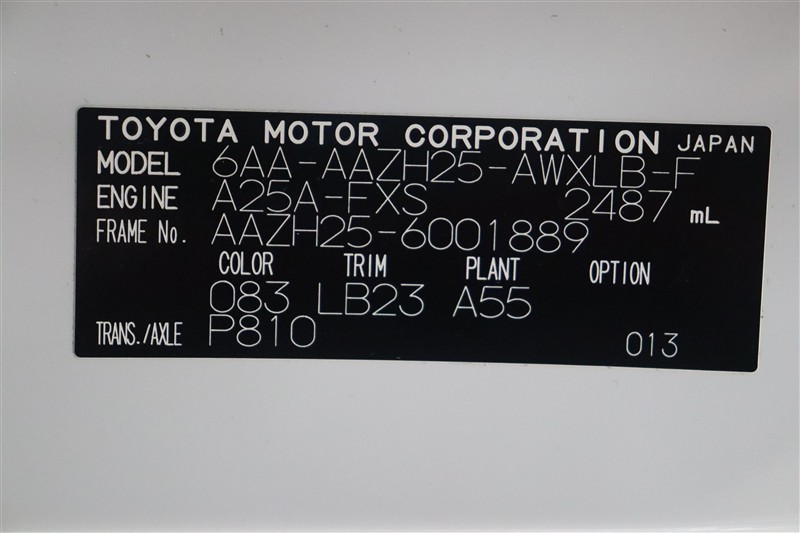 TOYOTA MOTOR CORPORATION JAPAN
MODEL 6AA-AAZH25-AWXLB-F
ENGINE A25A-FXS 2487 mL
FRAME No. AAZH25-6001889
COLOR TRIM PLANT OPTION
083 LB23 A55
TRANS./AXLE P810 013